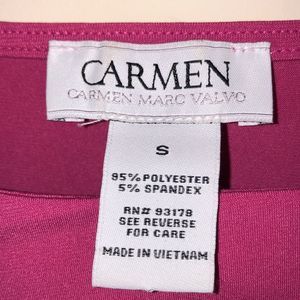 CARMEN
CARMEN MARC VALVO
S
95% POLYESTER
5% SPANDEX
RN# 93178
SEE REVERSE
FOR CARE
MADE IN VIETNAM